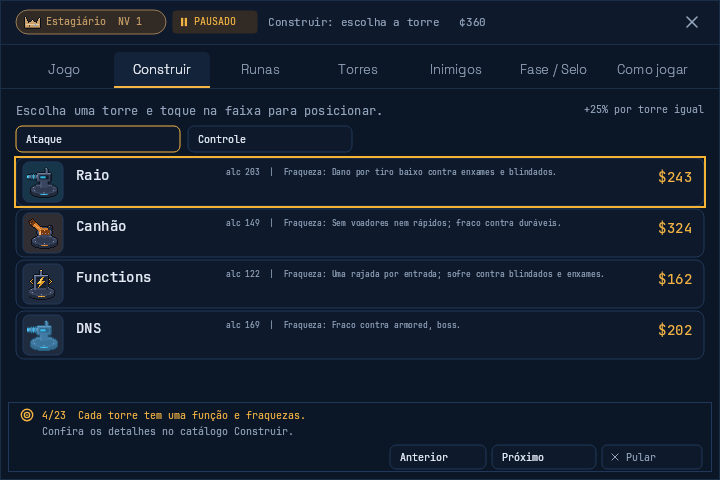 Estagiário NV 1
PAUSADO
Construir: escolha a torre $360
Jogo Construir Runas Torres Inimigos Fase / Selo Como jogar
Escolha uma torre e toque na faixa para posicionar.
+25% por torre igual
Ataque Controle
Raio alc 203 | Fraqueza: Dano por tiro baixo contra enxames e blindados. $243
Canhão alc 149 | Fraqueza: Sem voadores nem rápidos; fraco contra duráveis. $324
Functions alc 122 | Fraqueza: Uma rajada por entrada; sofre contra blindados e enxames. $162
DNS alc 169 | Fraqueza: Fraco contra armored, boss. $202
4/23 Cada torre tem uma função e fraquezas.
Confira os detalhes no catálogo Construir.
Anterior Próximo Pular